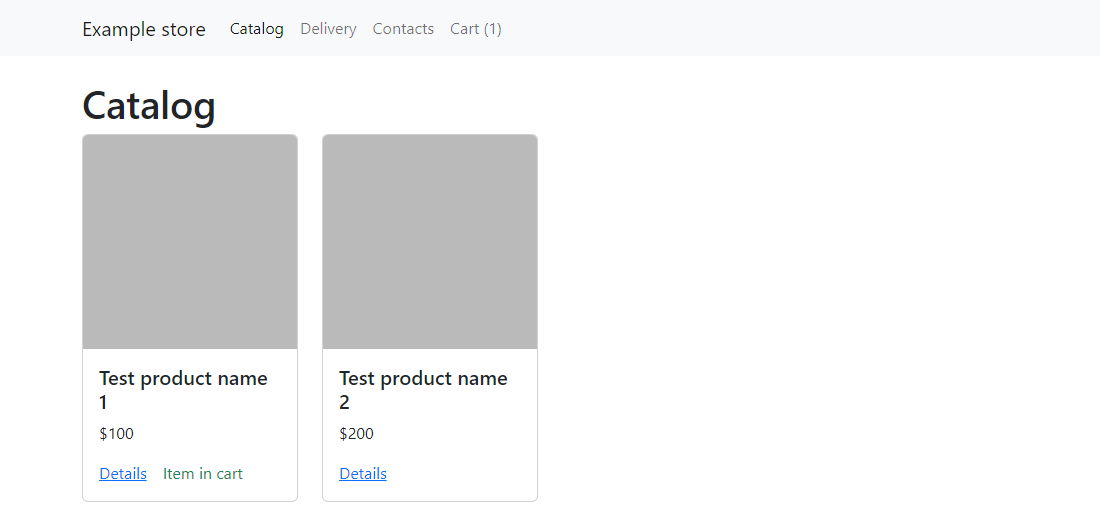 Example store Catalog Delivery Contacts Cart (1)
Catalog
Test product name
1
$100
Details Item in cart
Test product name
2
$200
Details